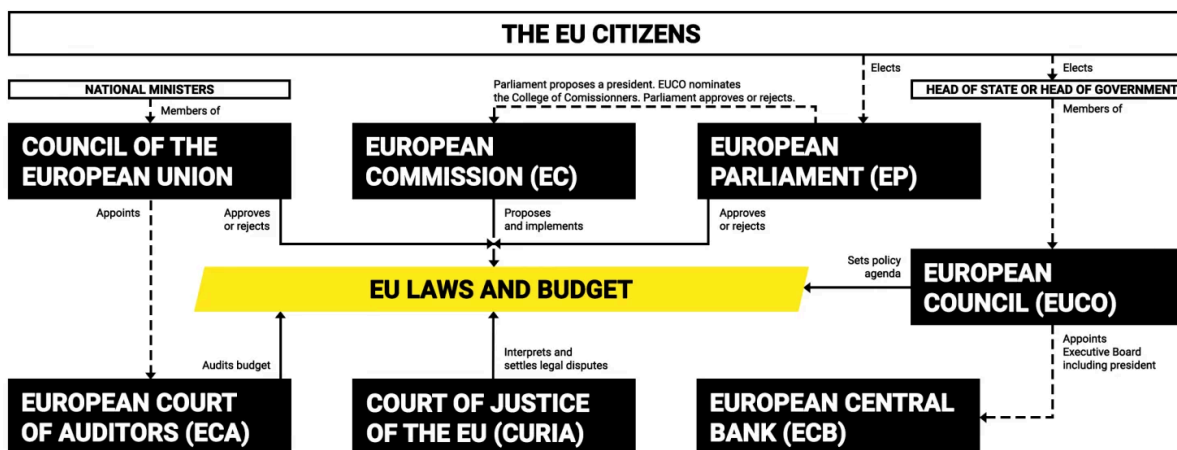 THE EU CITIZENS
Elects
Elects
NATIONAL MINISTERS
Parliament proposes a president. EUCO nominates
the College of Comissionners. Parliament approves or rejects.
HEAD OF STATE OR HEAD OF GOVERNMENT
Members of
Members of
COUNCIL OF THE
EUROPEAN UNION
EUROPEAN
COMMISSION (EC)
EUROPEAN
PARLIAMENT (EP)
Appoints
Approves
or rejects
Proposes
and implements
Approves
or rejects
Sets policy
agenda
EUROPEAN
COUNCIL (EUCO)
EU LAWS AND BUDGET
Audits budget
Interprets and
settles legal disputes
Appoints
Executive Board
including president
EUROPEAN COURT
OF AUDITORS (ECA)
COURT OF JUSTICE
OF THE EU (CURIA)
EUROPEAN CENTRAL
BANK (ECB)